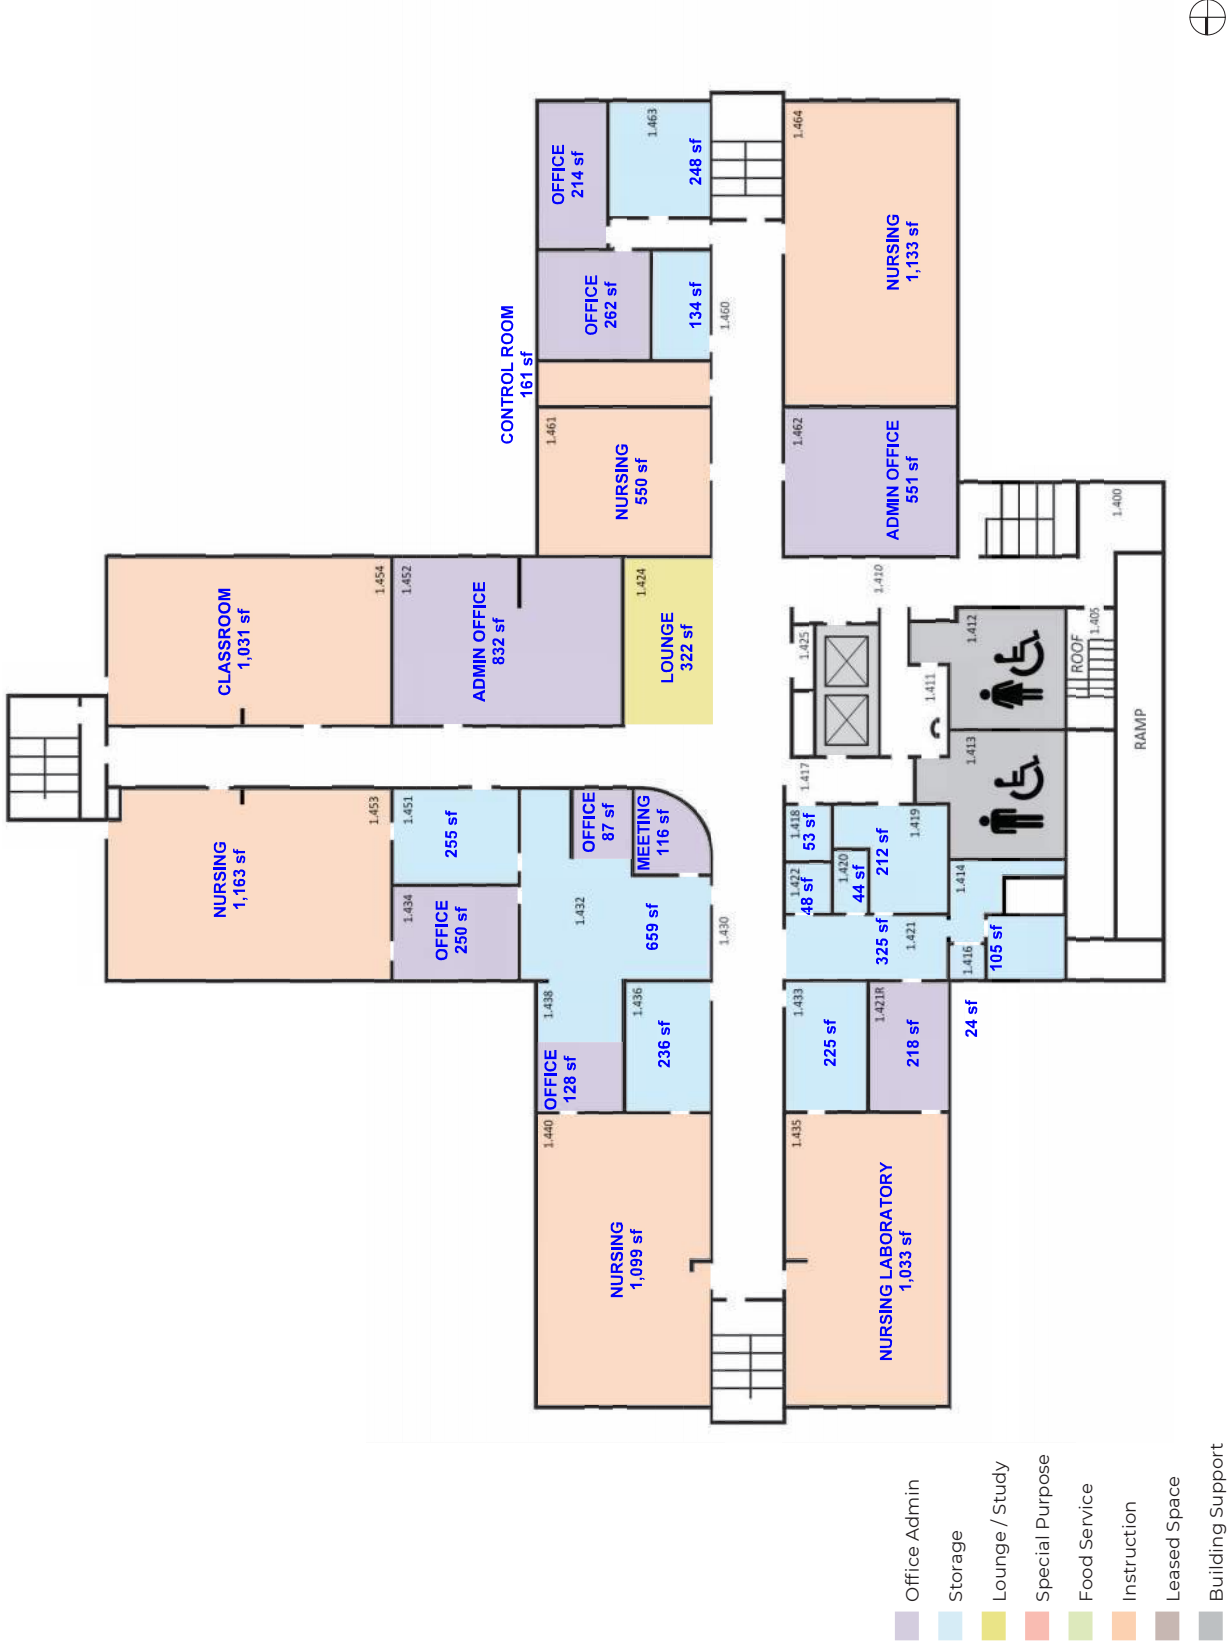 1.463
248 sf
OFFICE
214 sf
1.464
NURSING
1,133 sf
OFFICE
262 sf
134 sf
1.460
CONTROL ROOM
161 sf
1.461
NURSING
550 sf
1.462
ADMIN OFFICE
551 sf
1.400
1.454
CLASSROOM
1,031 sf
1.452
ADMIN OFFICE
832 sf
1.424
LOUNGE
322 sf
1.410
1.425
1.412
1.405
ROOF
1.411
RAMP
1.413
1.417
1.453
NURSING
1,163 sf
1.451
255 sf
OFFICE
87 sf
MEETING
116 sf
1.418
53 sf
1.419
212 sf
1.420
44 sf
1.422
48 sf
1.414
1.434
OFFICE
250 sf
1.432
659 sf
1.430
325 sf
1.421
1.416
105 sf
24 sf
1.438
OFFICE
128 sf
1.436
236 sf
1.433
225 sf
1.421R
218 sf
1.440
NURSING
1,099 sf
1.435
NURSING LABORATORY
1,033 sf
Office Admin
Storage
Lounge / Study
Special Purpose
Food Service
Instruction
Leased Space
Building Support